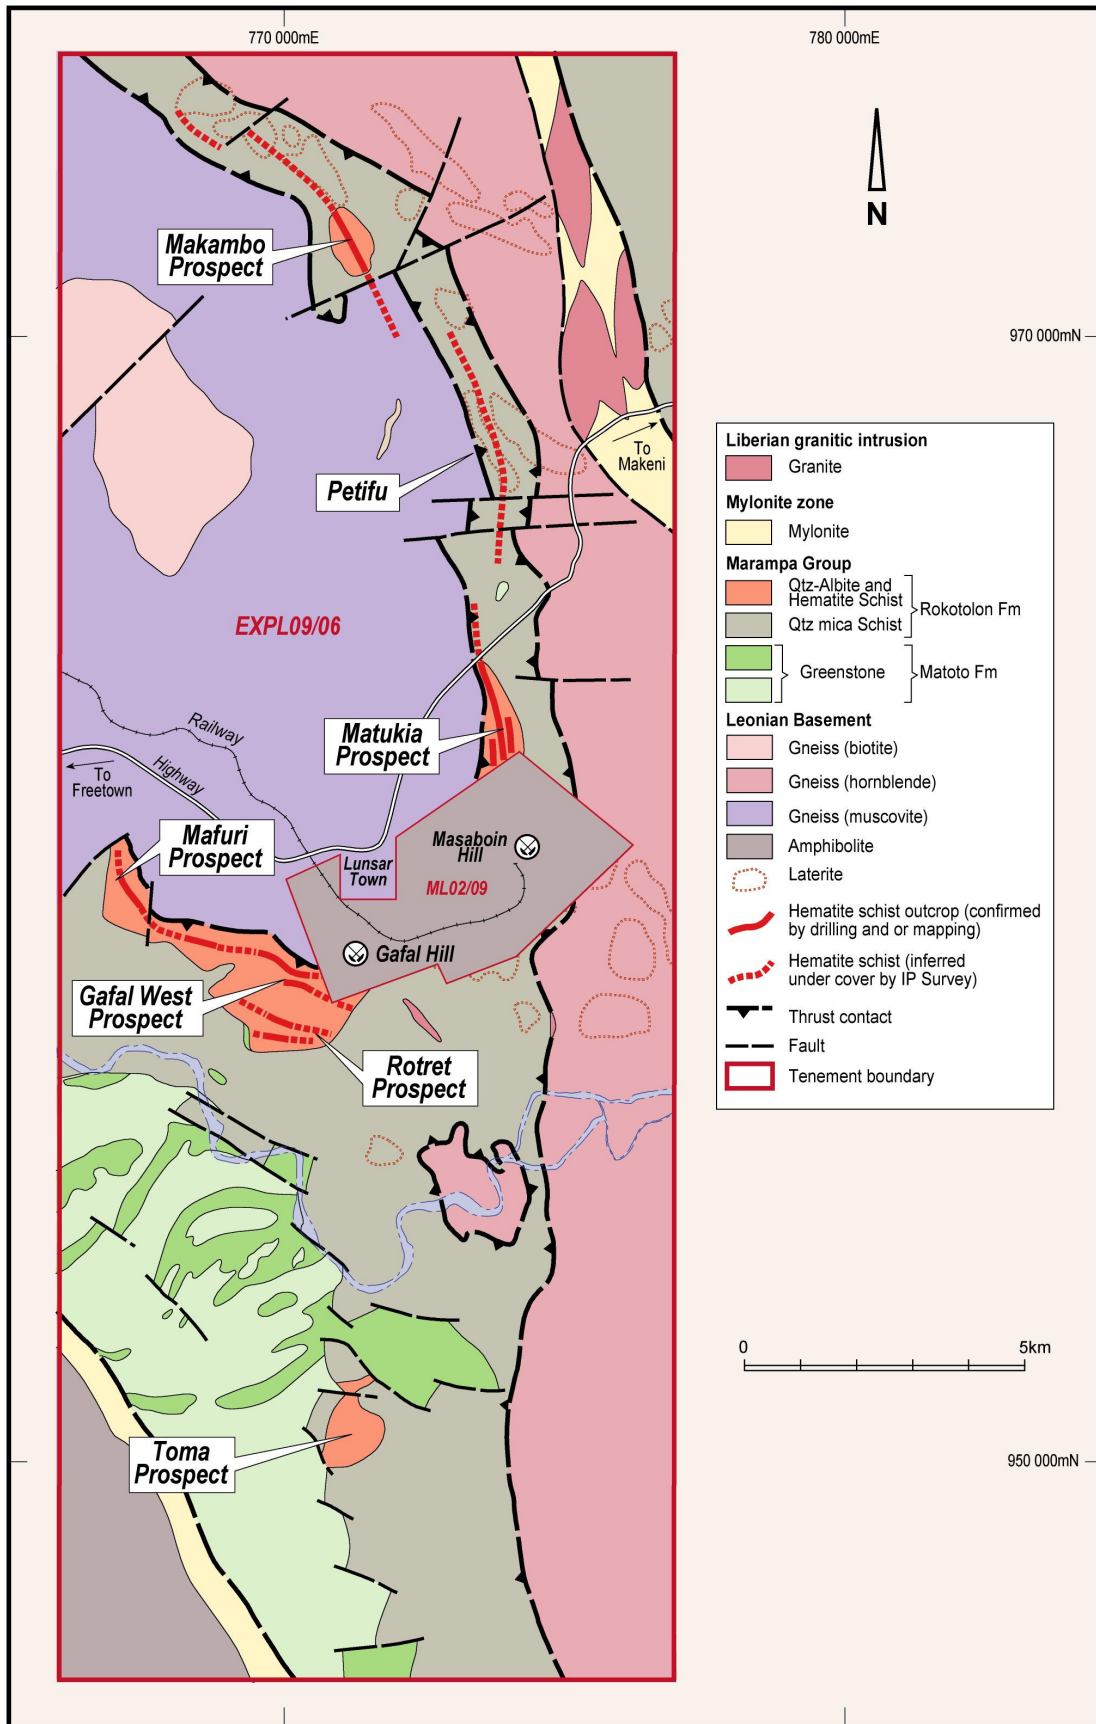 770 000mE
780 000mE
N
Makambo
Prospect
970 000mN
To
Makeni
Petifu
EXPL09/06
Railway
Highway
To
Freetown
Matukia
Prospect
Mafuri
Prospect
Lunsar
Town
Masaboin
Hill
ML02/09
Gafal Hill
Gafal West
Prospect
Rotret
Prospect
Toma
Prospect
950 000mN
Liberian granitic intrusion
Granite
Mylonite zone
Mylonite
Marampa Group
Qtz-Albite and
Hematite Schist
Rokotolon Fm
Qtz mica Schist
Greenstone
Matoto Fm
Leonian Basement
Gneiss (biotite)
Gneiss (hornblende)
Gneiss (muscovite)
Amphibolite
Laterite
Hematite schist outcrop (confirmed
by drilling and or mapping)
Hematite schist (inferred
under cover by IP Survey)
Thrust contact
Fault
Tenement boundary
0 5km